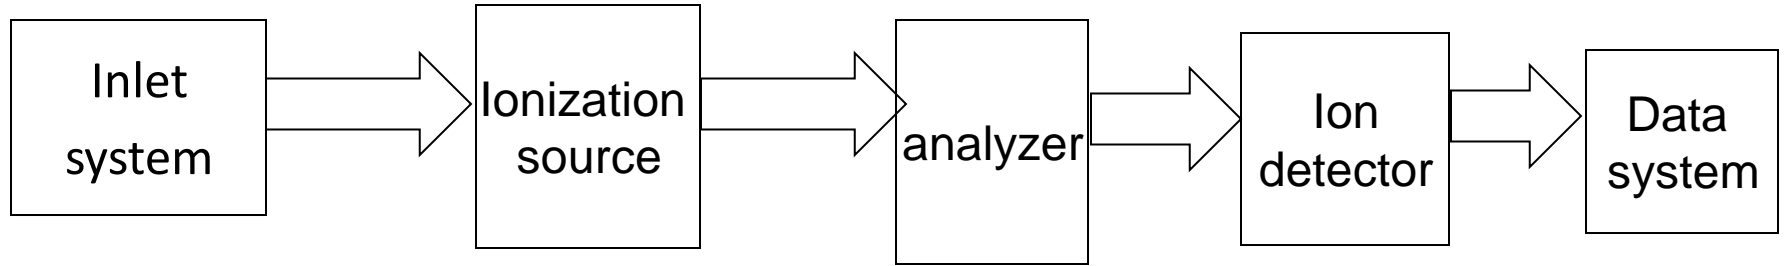 Inlet
system
Ionization
source
analyzer
Ion
detector
Data
system